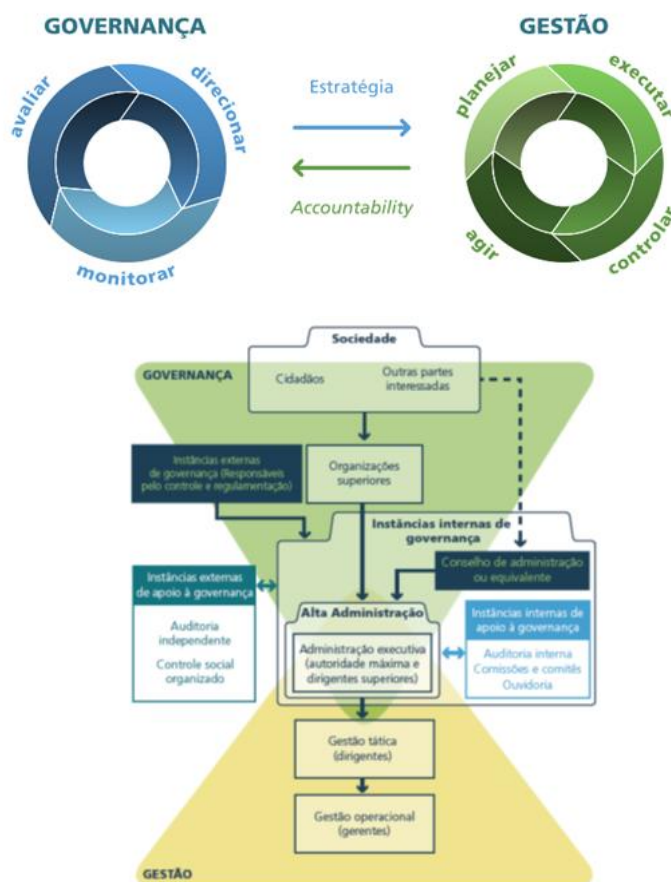 GOVERNANÇA
GESTÃO
avaliar
direcionar
monitorar
Estratégia
Accountability
planejar
executar
agir
controlar
Sociedade
GOVERNANÇA
Cidadãos
Outras partes
interessadas
Instâncias externas
de governança (Responsáveis
pelo controle e regulamentação)
Organizações
superiores
Instâncias internas de
governança
Conselho de administração
ou equivalente
Instâncias externas
de apoio à governança
Auditoria
independente
Controle social
organizado
Alta Administração
Administração executiva
(autoridade máxima e
dirigentes superiores)
Instâncias internas de
apoio à governança
Auditoria interna
Comissões e comitês
Ouvidoria
Gestão tática
(dirigentes)
Gestão operacional
(gerentes)
GESTÃO